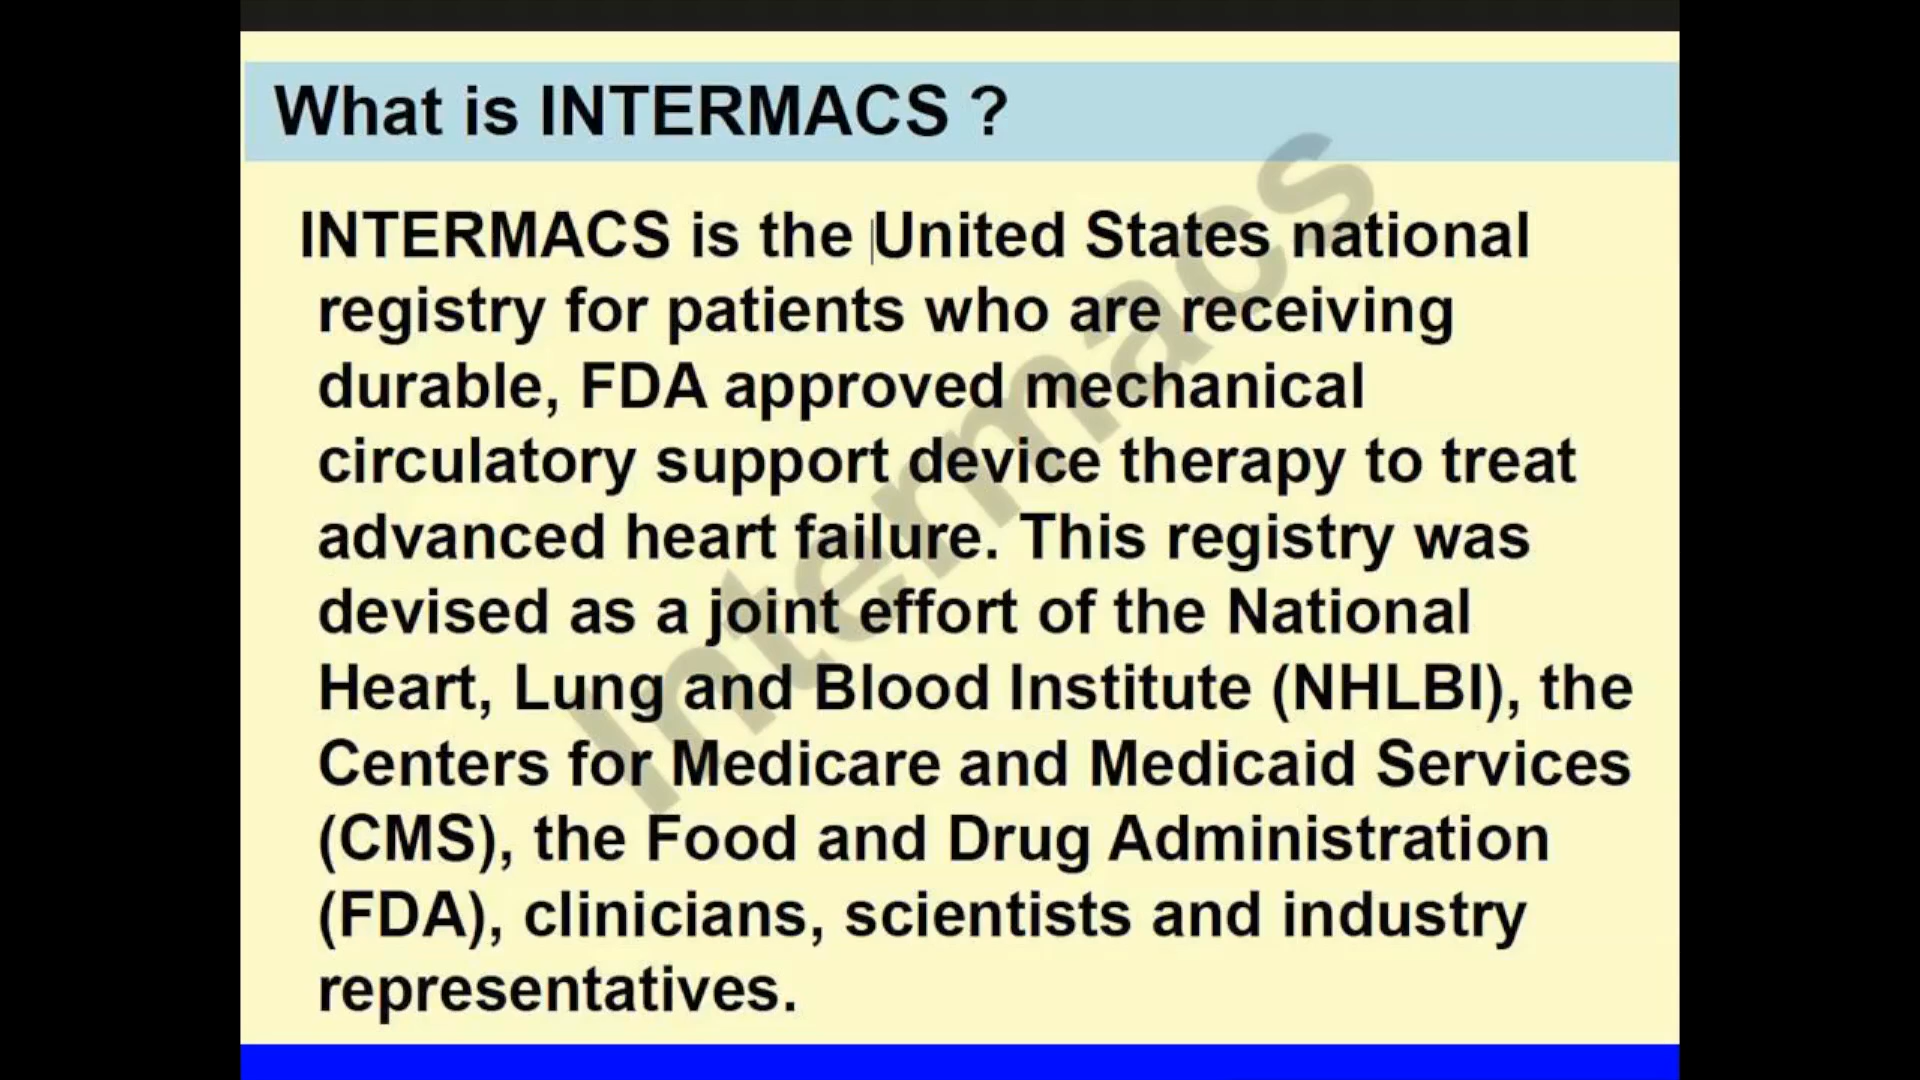 What is INTERMACS ?
INTERMACS is the United States national
registry for patients who are receiving
durable, FDA approved mechanical
circulatory support device therapy to treat
advanced heart failure. This registry was
devised as a joint effort of the National
Heart, Lung and Blood Institute (NHLBI), the
Centers for Medicare and Medicaid Services
(CMS), the Food and Drug Administration
(FDA), clinicians, scientists and industry
representatives.
Intermacs